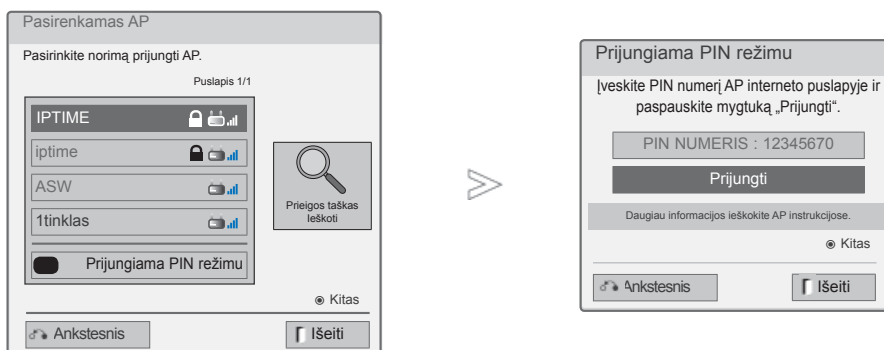 Pasirenkamas AP
Pasirinkite norimą prijungti AP.
Puslapis 1/1
IPTIME
iptime
ASW
1tinklas
Prijungiama PIN režimu
Prieigos taškas
Ieškoti
Kitas
Ankstesnis
Išeiti
Prijungiama PIN režimu
Įveskite PIN numerį AP interneto puslapyje ir
paspauskite mygtuką „Prijungti“.
PIN NUMERIS : 12345670
Prijungti
Daugiau informacijos ieškokite AP instrukcijose.
Kitas
Ankstesnis
Išeiti